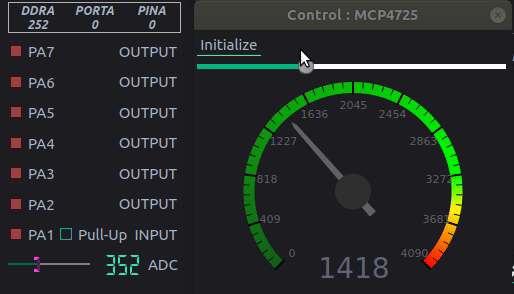 DDRA PORTA PINA
252 0 0
PA7 OUTPUT
PA6 OUTPUT
PA5 OUTPUT
PA4 OUTPUT
PA3 OUTPUT
PA2 OUTPUT
PA1 Pull-Up INPUT
352 ADC
Control : MCP4725
Initialize
0
409
818
1227
1636
2045
2454
2863
3272
3681
4090
1418